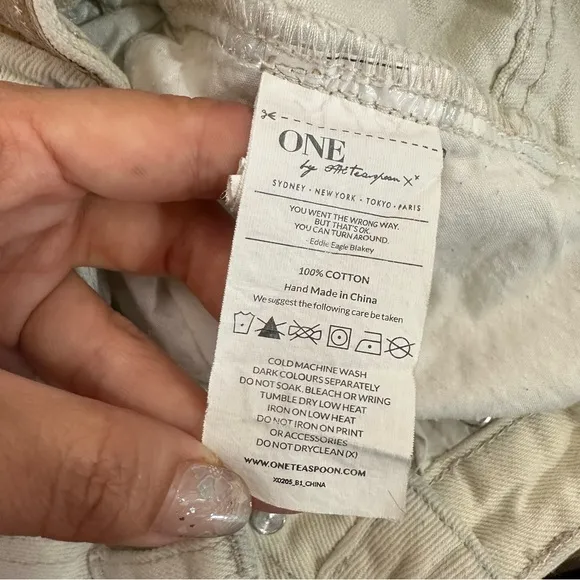 ONE
by One teaspoon X x
SYDNEY • NEW YORK • TOKYO • PARIS
YOU WENT THE WRONG WAY.
BUT THAT'S OK.
YOU CAN TURN AROUND.
Eddie Eagle Blakey
100% COTTON
Hand Made in China
We suggest the following care be taken
COLD MACHINE WASH
DARK COLOURS SEPARATELY
DO NOT SOAK, BLEACH OR WRING
TUMBLE DRY LOW HEAT
IRON ON LOW HEAT
DO NOT IRON ON PRINT
OR ACCESSORIES
DO NOT DRYCLEAN (X)
WWW.ONETEASPOON.COM
X0205_B1_CHINA